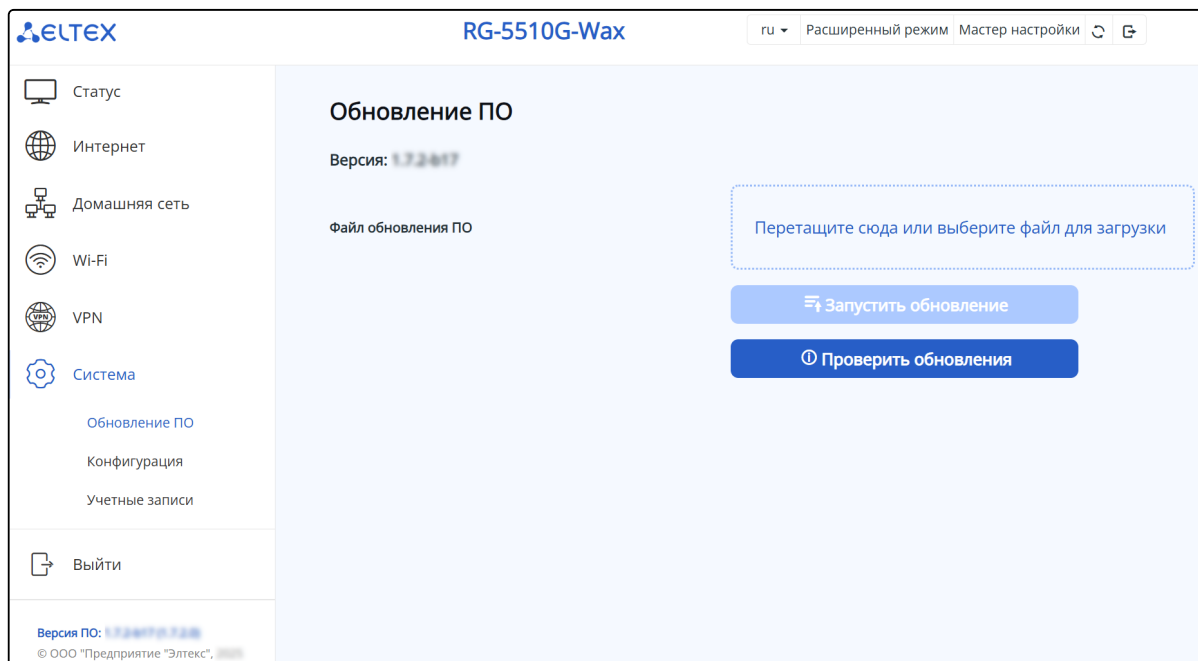 ELTEX
RG-5510G-Wax
ru
Расширенный режим
Мастер настройки
Статус
Интернет
Домашняя сеть
Wi-Fi
VPN
VPN
Система
Обновление ПО
Конфигурация
Учетные записи
Выйти
Версия ПО:
© ООО "Предприятие "Элтекс",
Обновление ПО
Версия:
Файл обновления ПО
Перетащите сюда или выберите файл для загрузки
Запустить обновление
Проверить обновления